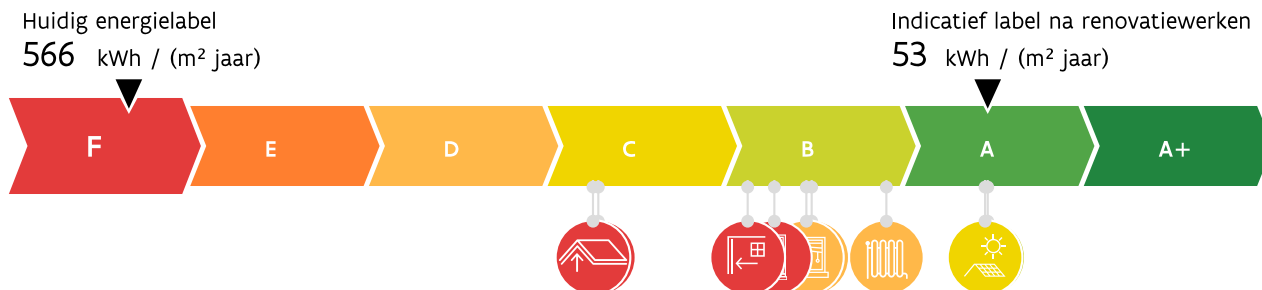 Huidig energielabel
566 kWh / (m² jaar)
Indicatief label na renovatiewerken
53 kWh / (m² jaar)
F E D C B A A+